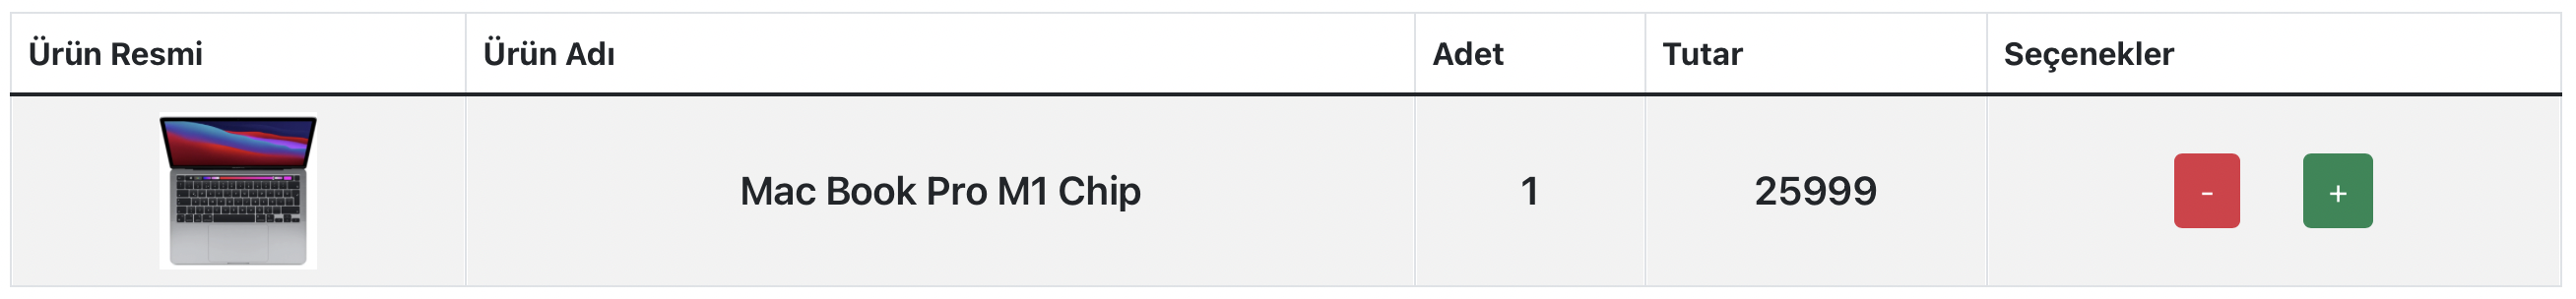 Ürün Resmi Ürün Adı Adet Tutar Seçenekler
Mac Book Pro M1 Chip 1 25999 - +